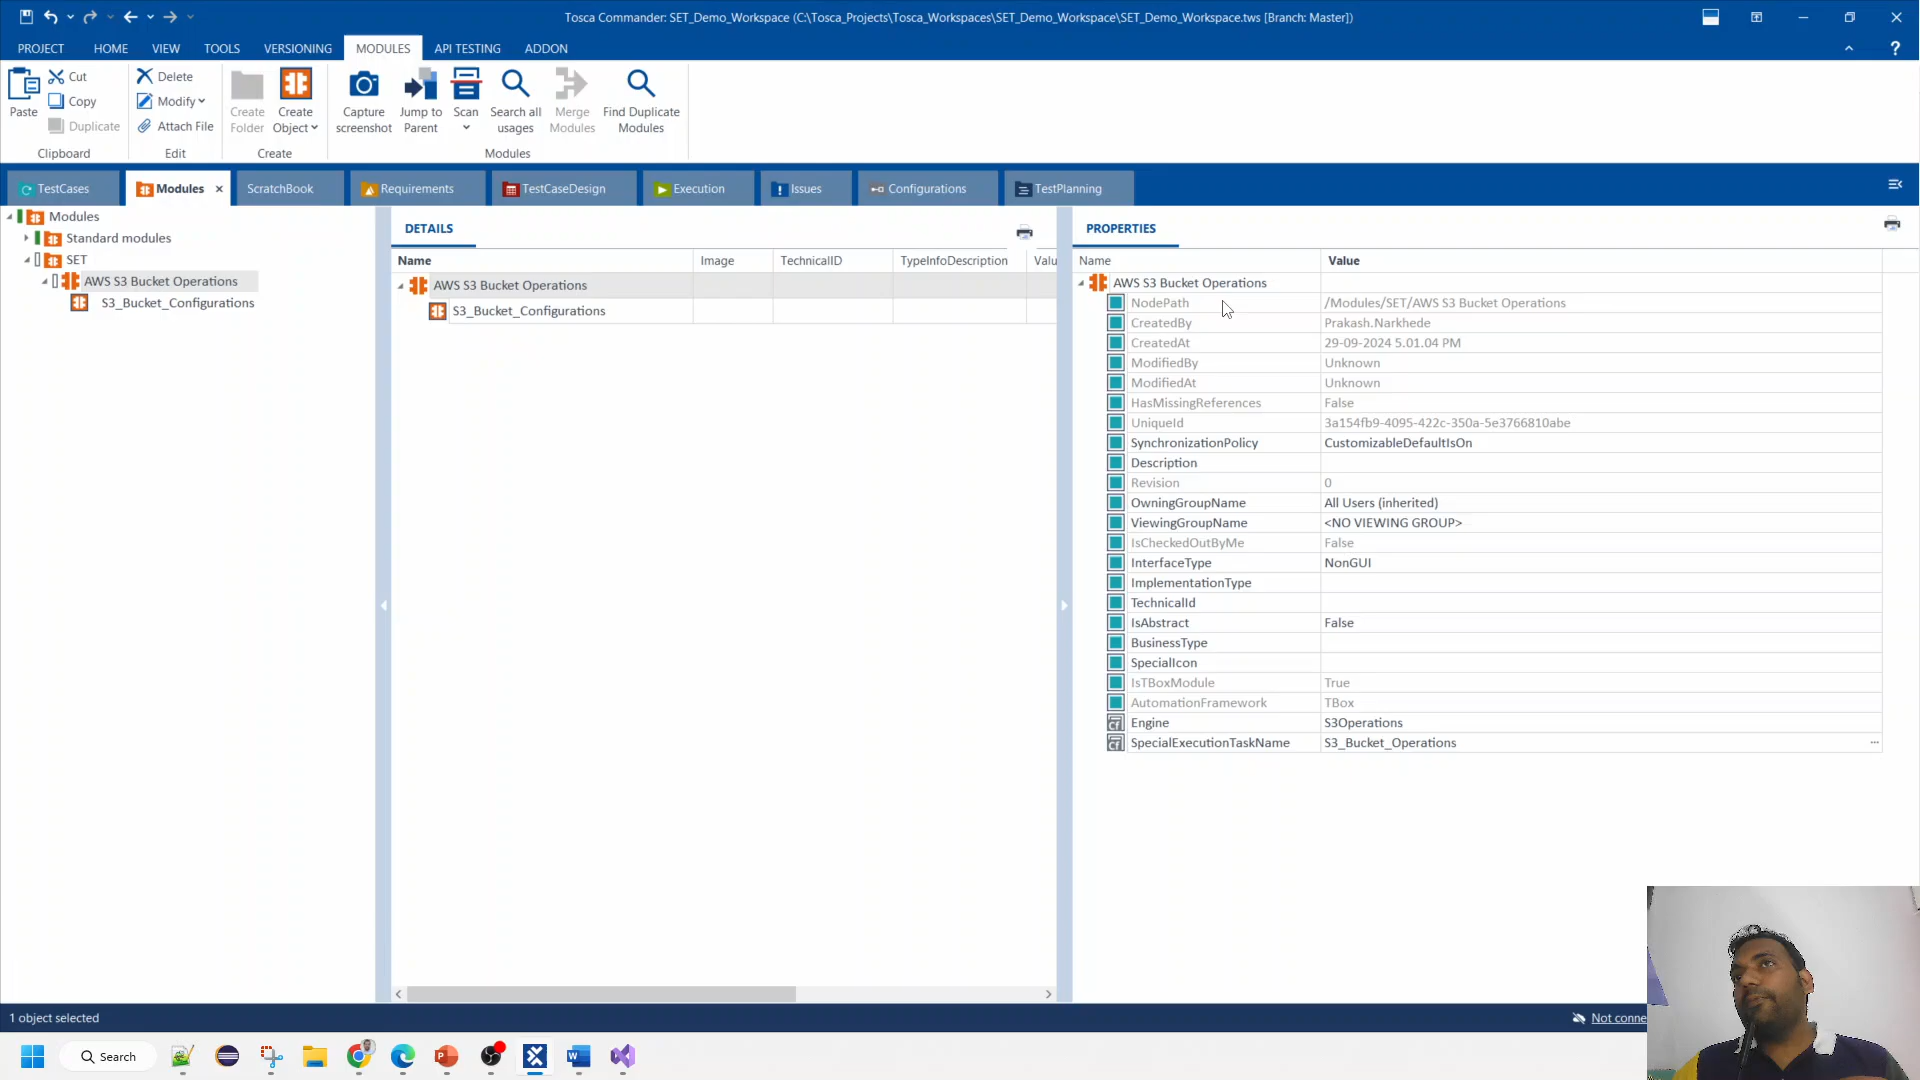 Tosca Commander: SET_Demo_Workspace (C:\Tosca_Projects\Tosca_Workspaces\SET_Demo_Workspace\SET_Demo_Workspace.tws [Branch: Master])
PROJECT HOME VIEW TOOLS VERSIONING MODULES API TESTING ADDON
Paste Cut Copy Duplicate Clipboard
Delete Modify Attach File Edit
Create Folder Create Object Create
Capture screenshot Jump to Parent Scan Search all usages Merge Modules Find Duplicate Modules Modules
TestCases Modules ScratchBook Requirements TestCaseDesign Execution Issues Configurations TestPlanning
Modules
Standard modules
SET
AWS S3 Bucket Operations
S3_Bucket_Configurations
DETAILS
Name Image TechnicalID TypeInfoDescription Valu
AWS S3 Bucket Operations
S3_Bucket_Configurations
PROPERTIES
Name Value
AWS S3 Bucket Operations
NodePath /Modules/SET/AWS S3 Bucket Operations
CreatedBy Prakash.Narkhede
CreatedAt 29-09-2024 5.01.04 PM
ModifiedBy Unknown
ModifiedAt Unknown
HasMissingReferences False
UniqueId 3a154fb9-4095-422c-350a-5e3766810abe
SynchronizationPolicy CustomizableDefaultIsOn
Description
Revision 0
OwningGroupName All Users (inherited)
ViewingGroupName <NO VIEWING GROUP>
IsCheckedOutByMe False
InterfaceType NonGUI
ImplementationType
TechnicalId
IsAbstract False
BusinessType
SpecialIcon
IsTBoxModule True
AutomationFramework TBox
Engine S3Operations
SpecialExecutionTaskName S3_Bucket_Operations ...
1 object selected
Not conne
Search